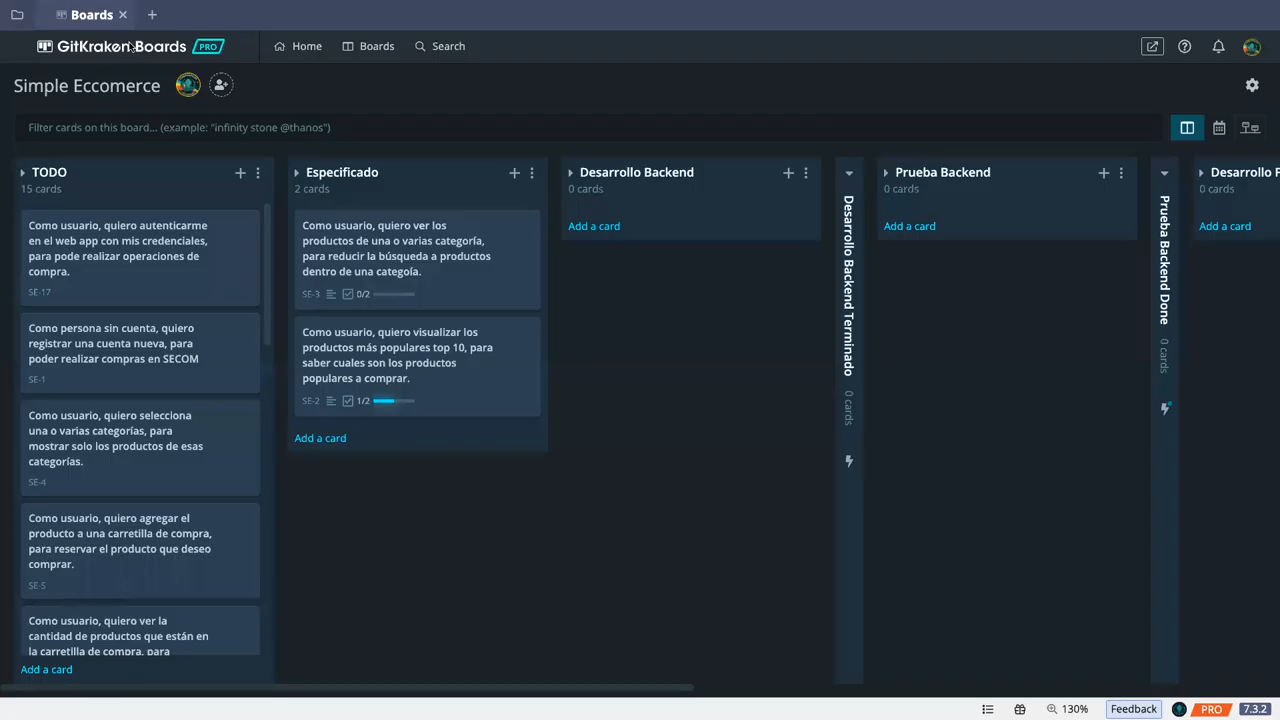 Boards
GitKraken Boards PRO
Home
Boards
Search
Simple Eccomerce
Filter cards on this board... (example: "infinity stone @thanos")
TODO
15 cards
Como usuario, quiero autenticarme
en el web app con mis credenciales,
para pode realizar operaciones de
compra.
SE-17
Como persona sin cuenta, quiero
registrar una cuenta nueva, para
poder realizar compras en SECOM
SE-1
Como usuario, quiero selecciona
una o varias categorías, para
mostrar solo los productos de esas
categorías.
SE-4
Como usuario, quiero agregar el
producto a una carretilla de compra,
para reservar el producto que deseo
comprar.
SE-5
Como usuario, quiero ver la
cantidad de productos que están en
la carretilla de compra, para
Add a card
Especificado
2 cards
Como usuario, quiero ver los
productos de una o varias categoría,
para reducir la búsqueda a productos
dentro de una categoía.
SE-3 0/2
Como usuario, quiero visualizar los
productos más populares top 10, para
saber cuales son los productos
populares a comprar.
SE-2 1/2
Add a card
Desarrollo Backend
0 cards
Add a card
Desarrollo Backend Terminado
0 cards
Prueba Backend
0 cards
Add a card
Prueba Backend Done
0 cards
Desarrollo F
0 cards
Add a card
130%
Feedback
PRO
7.3.2